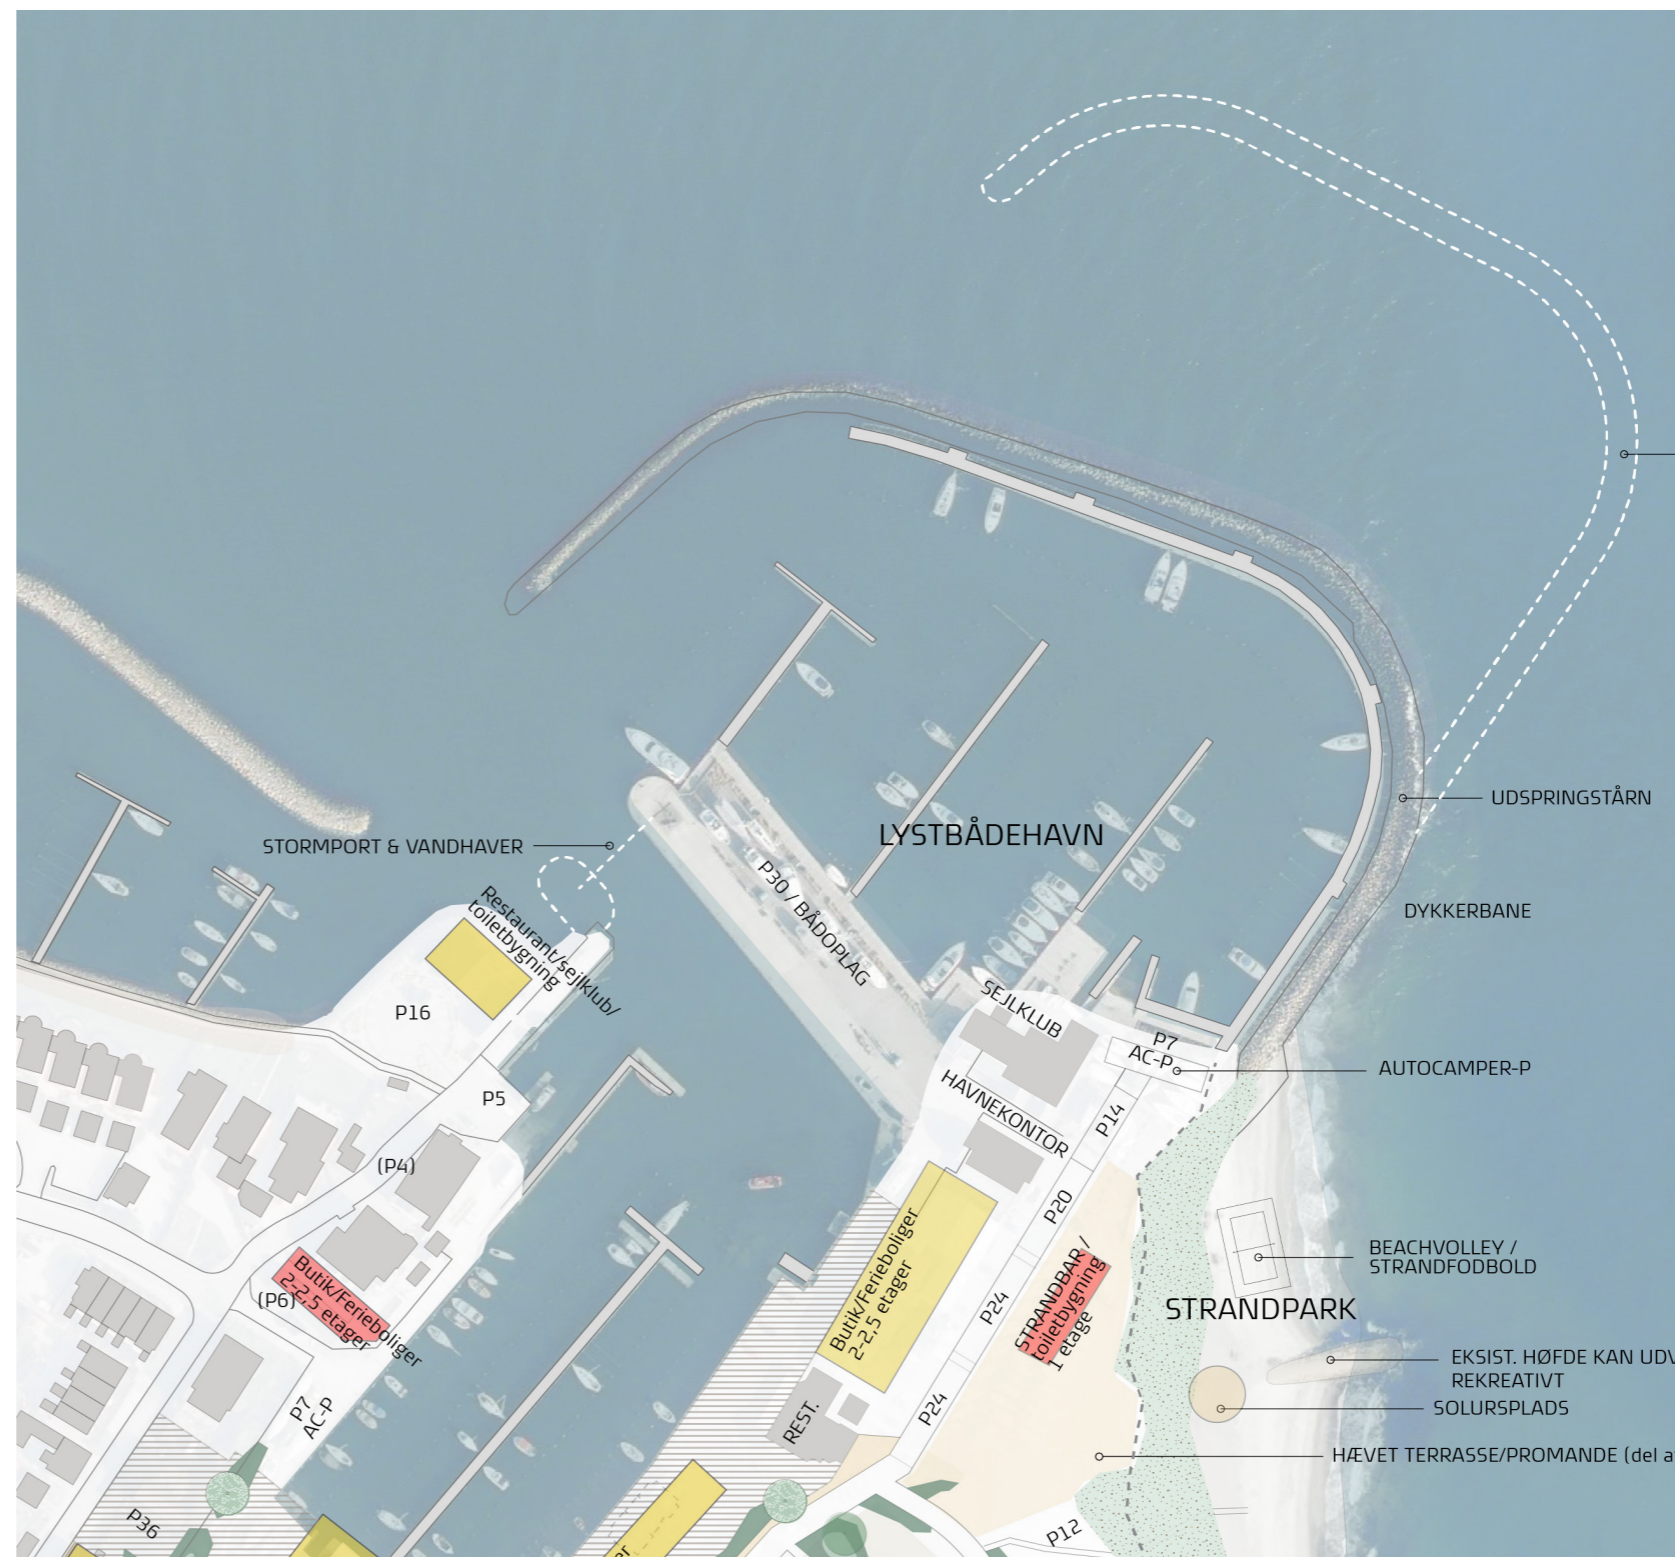 UDSPRINGSTÅRN
LYSTBÅDEHAVN
STORMPORT & VANDHAVER
P30 / BÅDOPLAG
Restaurant/sejlklub/
toiletbygning
DYKKERBANE
P16
SEJLKLUB
P7
AC-P
AUTOCAMPER-P
P5
HAVNEKONTOR
P14
(P4)
P20
Butik/Ferieboliger
2-2,5 etager
(P6)
Butik/Ferieboliger
2-2,5 etager
P24
STRANDBAR /
toiletbygning
1 etage
BEACHVOLLEY /
STRANDFODBOLD
STRANDPARK
EKSIST. HØFDE KAN UDV
REKREATIVT
SOLURSPLADS
P7
AC-P
REST.
P24
HÆVET TERRASSE/PROMANDE (del a
P36
P12
er